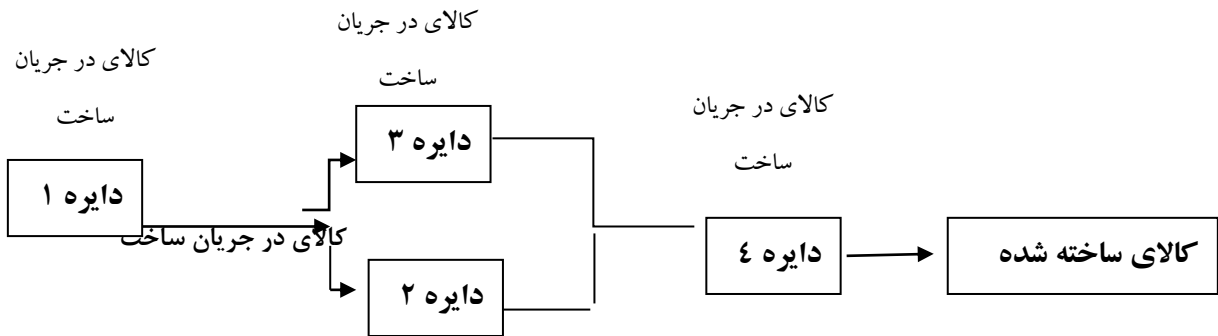 کالای در جریان
ساخت
دایره ۱
کالای در جریان
ساخت
دایره ۳
کالای در جریان ساخت
دایره ۲
کالای در جریان
ساخت
دایره ٤
کالای ساخته شده